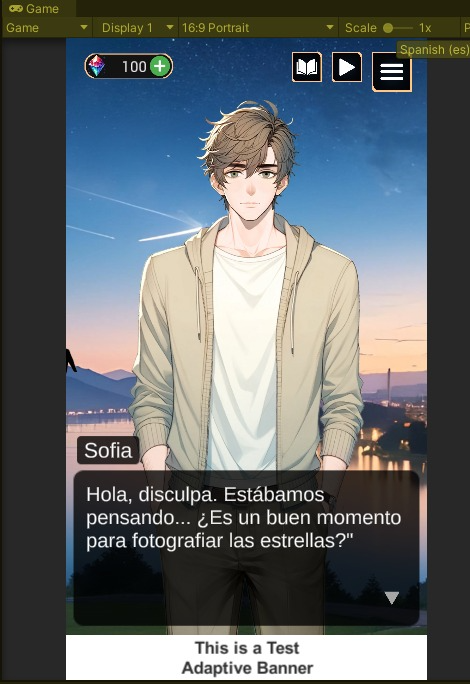 Game
Game
Display 1
16:9 Portrait
Scale
1x
P
Spanish (es)
100
Sofia
Hola, disculpa. Estábamos
pensando... ¿Es un buen momento
para fotografiar las estrellas?"
This is a Test
Adaptive Banner